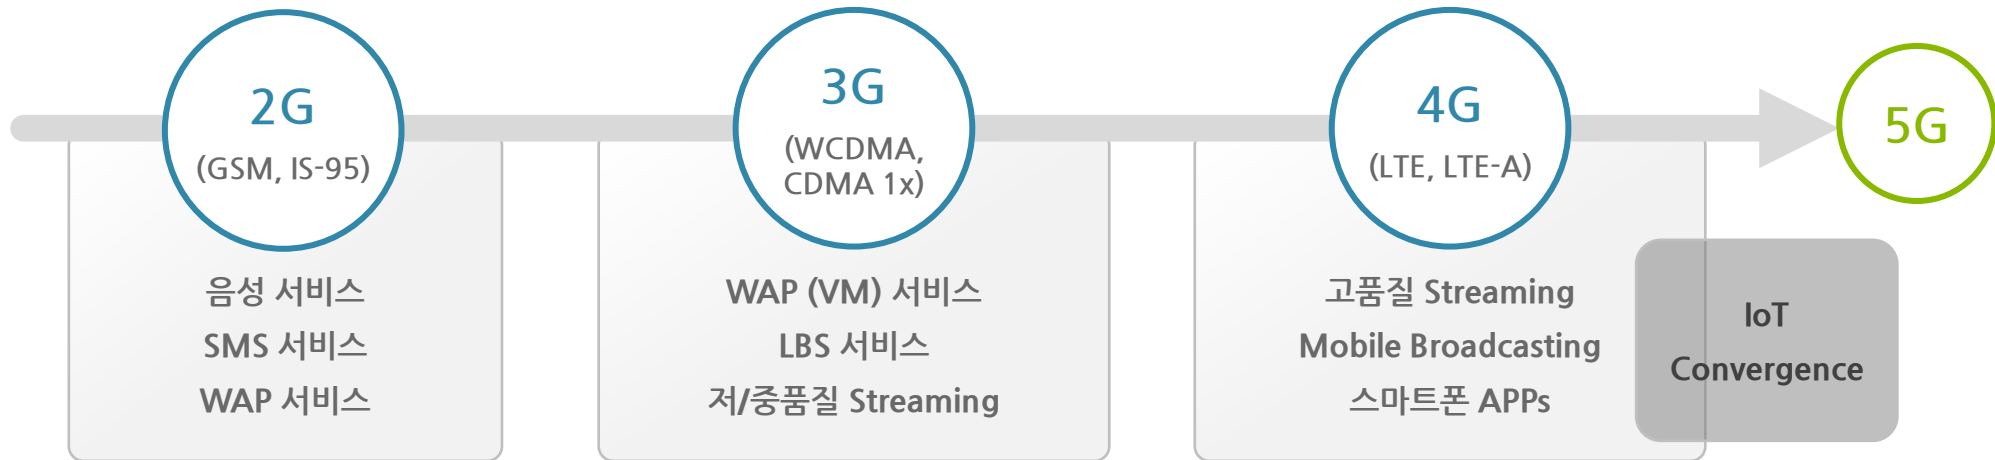 2G
(GSM, IS-95)
음성 서비스
SMS 서비스
WAP 서비스
3G
(WCDMA,
CDMA 1x)
WAP (VM) 서비스
LBS 서비스
저/중품질 Streaming
4G
(LTE, LTE-A)
고품질 Streaming
Mobile Broadcasting
스마트폰 APPs
IoT
Convergence
5G